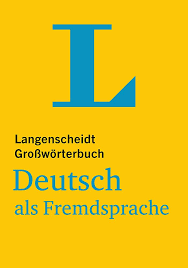 L
Langenscheidt
Großwörterbuch
Deutsch
als Fremdsprache